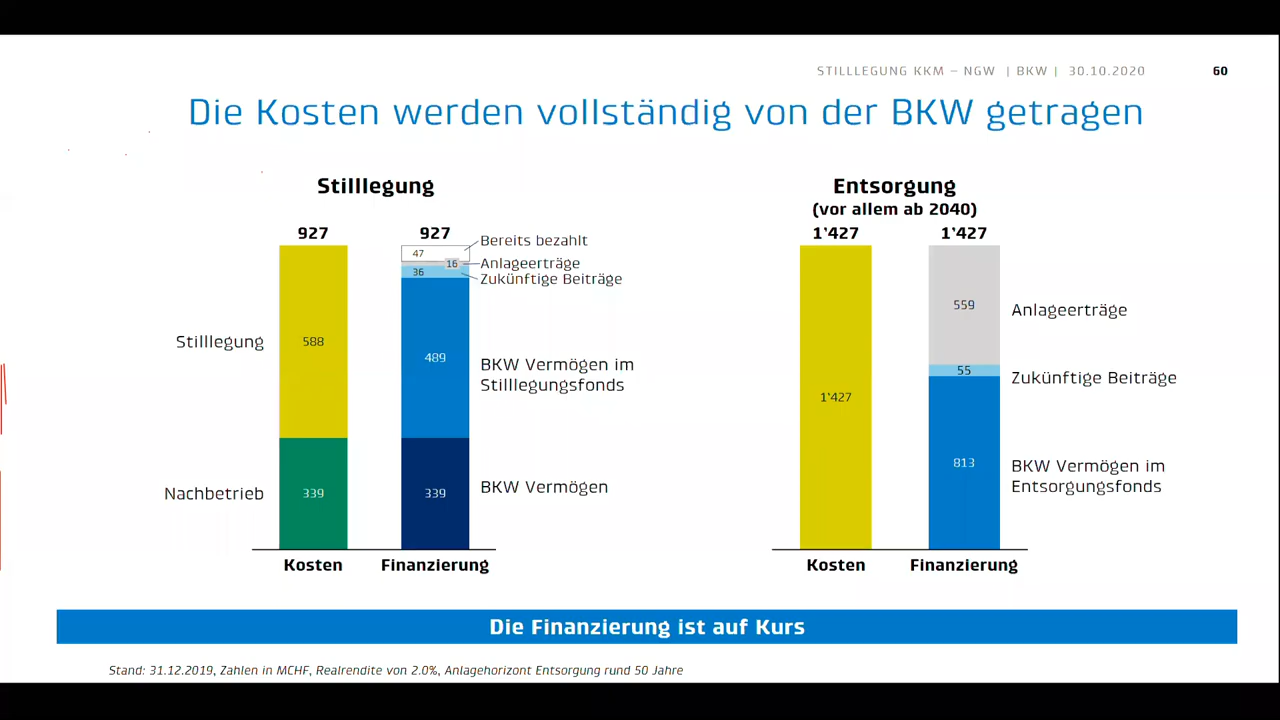 STILLLEGUNG KKM – NGW | BKW | 30.10.2020 60
Die Kosten werden vollständig von der BKW getragen
Stilllegung
927 927
47 Bereits bezahlt
16 Anlageerträge
36 Zukünftige Beiträge
Stilllegung 588
489 BKW Vermögen im
Stilllegungsfonds
Nachbetrieb 339
339 BKW Vermögen
Kosten Finanzierung
Entsorgung
(vor allem ab 2040)
1‘427 1‘427
559 Anlageerträge
55 Zukünftige Beiträge
1‘427
813 BKW Vermögen im
Entsorgungsfonds
Kosten Finanzierung
Die Finanzierung ist auf Kurs
Stand: 31.12.2019, Zahlen in MCHF, Realrendite von 2.0%, Anlagehorizont Entsorgung rund 50 Jahre